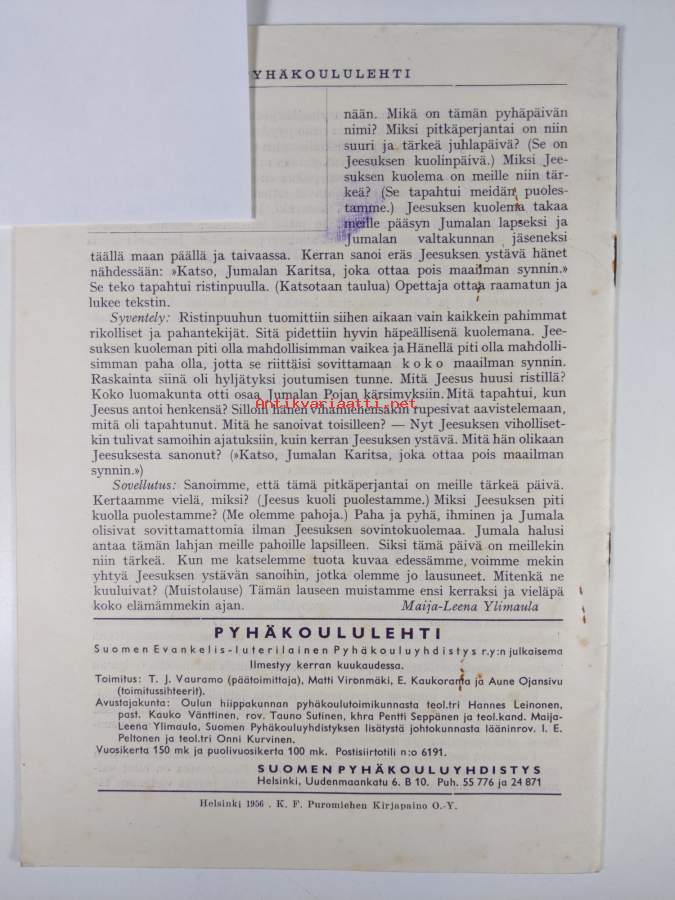 YHÄKOULULEHTI
nään. Mikä on tämän pyhäpäivän
nimi? Miksi pitkäperjantai on niin
suuri ja tärkeä juhlapäivä? (Se on
Jeesuksen kuolinpäivä.) Miksi Jee-
suksen kuolema on meille niin tär-
keä? (Se tapahtui meidän puoles-
tamme.) Jeesuksen kuolema takaa
meille pääsyn Jumalan lapseksi ja
Jumalan valtakunnan jäseneksi
täällä maan päällä ja taivaassa. Kerran sanoi eräs Jeesuksen ystävä hänet
nähdessään: »Katso, Jumalan Karitsa, joka ottaa pois maailman synnin.»
Se teko tapahtui ristinpuulla. (Katsotaan taulua) Opettaja ottaa raamatun ja
lukee tekstin.
Syventely: Ristinpuuhun tuomittiin siihen aikaan vain kaikkein pahimmat
rikolliset ja pahantekijät. Sitä pidettiin hyvin häpeällisenä kuolemana. Jee-
suksen kuoleman piti olla mahdollisimman vaikea ja Hänellä piti olla mahdolli-
simman paha olla, jotta se riittäisi sovittamaan koko maailman synnin.
Raskainta siinä oli hyljätyksi joutumisen tunne. Mitä Jeesus huusi ristillä?
Koko luomakunta otti osaa Jumalan Pojan kärsimyksiin. Mitä tapahtui, kun
Antikvariaatti.net
Jeesus antoi henkensä? Silloin hänen vihamiehensäkin rupesivat aavistelemaan,
mitä oli tapahtunut. Mitä he sanoivat toisilleen? — Nyt Jeesuksen viholliset-
kin tulivat samoihin ajatuksiin, kuin kerran Jeesuksen ystävä. Mitä hän olikaan
Jeesuksesta sanonut? (»Katso, Jumalan Karitsa, joka ottaa pois maailman
synnin.»)
Sovellutus: Sanoimme, että tämä pitkäperjantai on meille tärkeä päivä.
Kertaamme vielä, miksi? (Jeesus kuoli puolestamme.) Miksi Jeesuksen piti
kuolla puolestamme? (Me olemme pahoja.) Paha ja pyhä, ihminen ja Jumala
olisivat sovittamattomia ilman Jeesuksen sovintokuolemaa. Jumala halusi
antaa tämän lahjan meille pahoille lapsilleen. Siksi tämä päivä on meillekin
niin tärkeä. Kun me katselemme tuota kuvaa edessämme, voimme mekin
yhtyä Jeesuksen ystävän sanoihin, jotka olemme jo lausuneet. Mitenkä ne
kuuluivat? (Muistolause) Tämän lauseen muistamme ensi kerraksi ja vieläpä
koko elämämmekin ajan. Maija-Leena Ylimaula
PYHÄKOULULEHTI
Suomen Evankelis-luterilainen Pyhäkouluyhdistys r.y:n julkaisema
Ilmestyy kerran kuukaudessa.
Toimitus: T. J. Vauramo (päätoimittaja), Matti Vironmäki, E. Kaukoranta ja Aune Ojansivu
(toimitussihteerit).
Avustajakunta: Oulun hiippakunnan pyhäkoulutoimikunnasta teol.tri Hannes Leinonen,
past. Kauko Vänttinen, rov. Tauno Sutinen, khra Pentti Seppänen ja teol.kand. Maija-
Leena Ylimaula, Suomen Pyhäkouluyhdistyksen lisätystä johtokunnasta lääninrov. I. E.
Peltonen ja teol.tri Onni Kurvinen.
Vuosikerta 150 mk ja puolivuosikerta 100 mk. Postisiirtotili n:o 6191.
SUOMEN PYHÄKOULUYHDISTYS
Helsinki, Uudenmaankatu 6. B 10. Puh. 55 776 ja 24 871
Helsinki 1956 . K. F. Puromiehen Kirjapaino O.-Y.